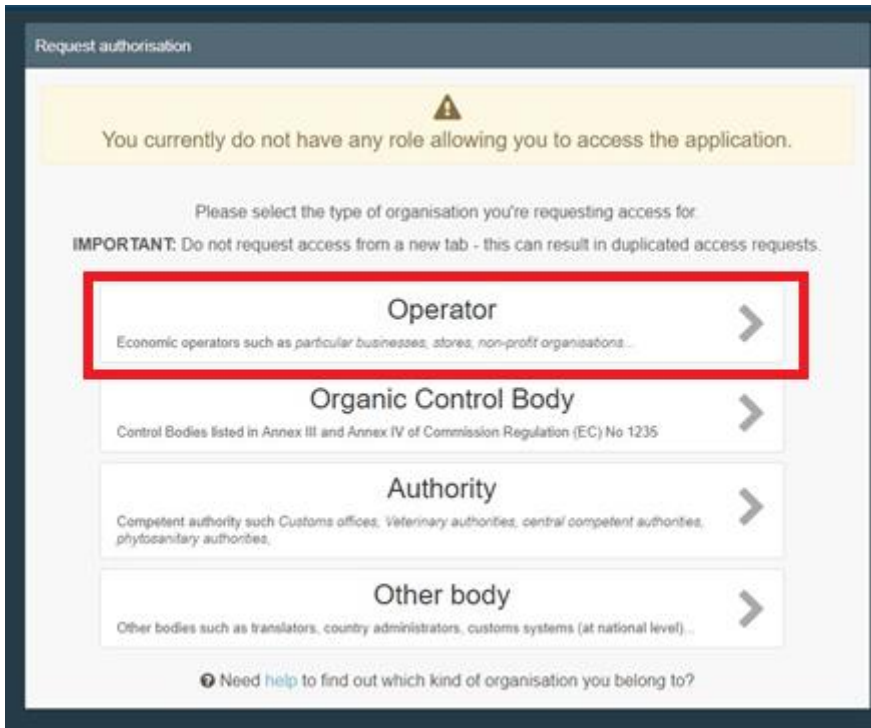 Request authorisation
You currently do not have any role allowing you to access the application.
Please select the type of organisation you're requesting access for.
IMPORTANT: Do not request access from a new tab - this can result in duplicated access requests.
Operator
Economic operators such as particular businesses, stores, non-profit organisations...
Organic Control Body
Control Bodies listed in Annex III and Annex IV of Commission Regulation (EC) No 1235
Authority
Competent authority such Customs offices, Veterinary authorities, central competent authorities,
phytosanitary authorities,
Other body
Other bodies such as translators, country administrators, customs systems (at national level)...
Need help to find out which kind of organisation you belong to?